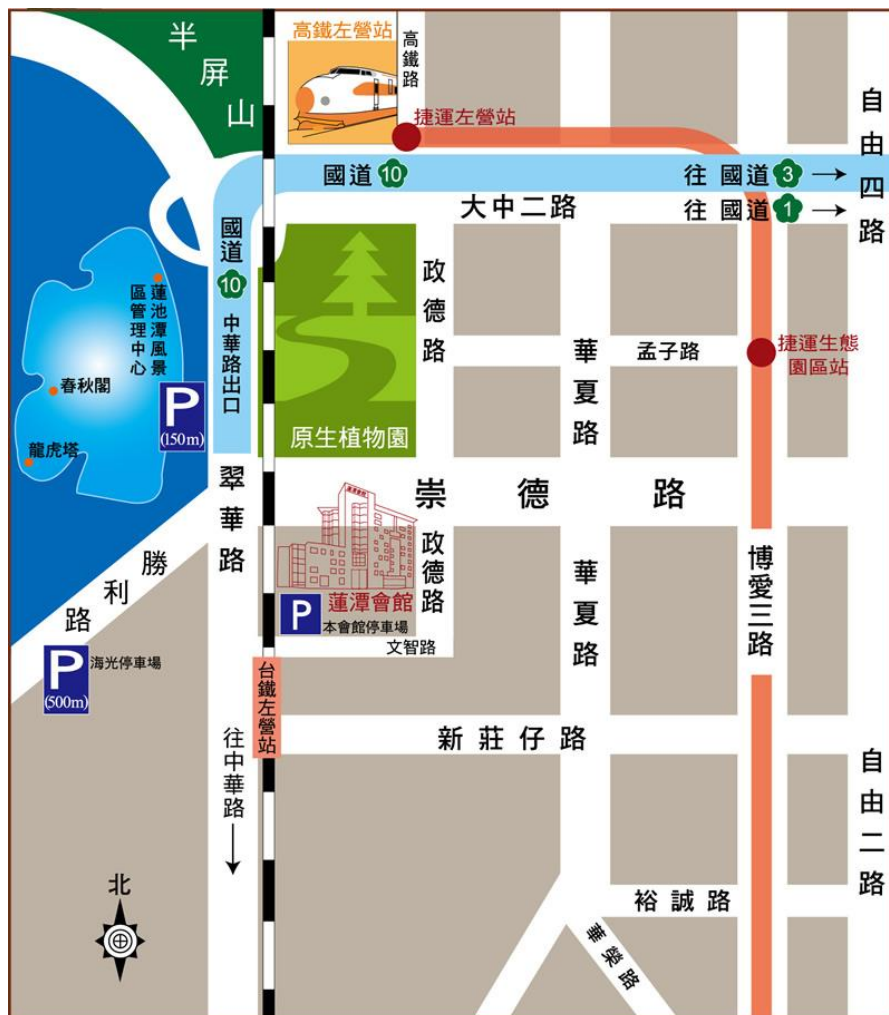 半屏山
高鐵左營站
高鐵路
捷運左營站
自由四路
國道 10
往 國道 3 →
大中二路
往 國道 1 →
國道 10 中華路出口
蓮池潭風景
區管理中心
春秋閣
龍虎塔
P
(150m)
政德路
華夏路
孟子路
捷運生態
園區站
原生植物園
翠華路
崇德路
蓮潭會館
政德路
華夏路
博愛三路
勝利路
P
本會館停車場
文智路
P
(500m)
海光停車場
台鐵左營站
新莊仔路
往中華路
自由二路
北
裕誠路
華榮路
蓮潭會館